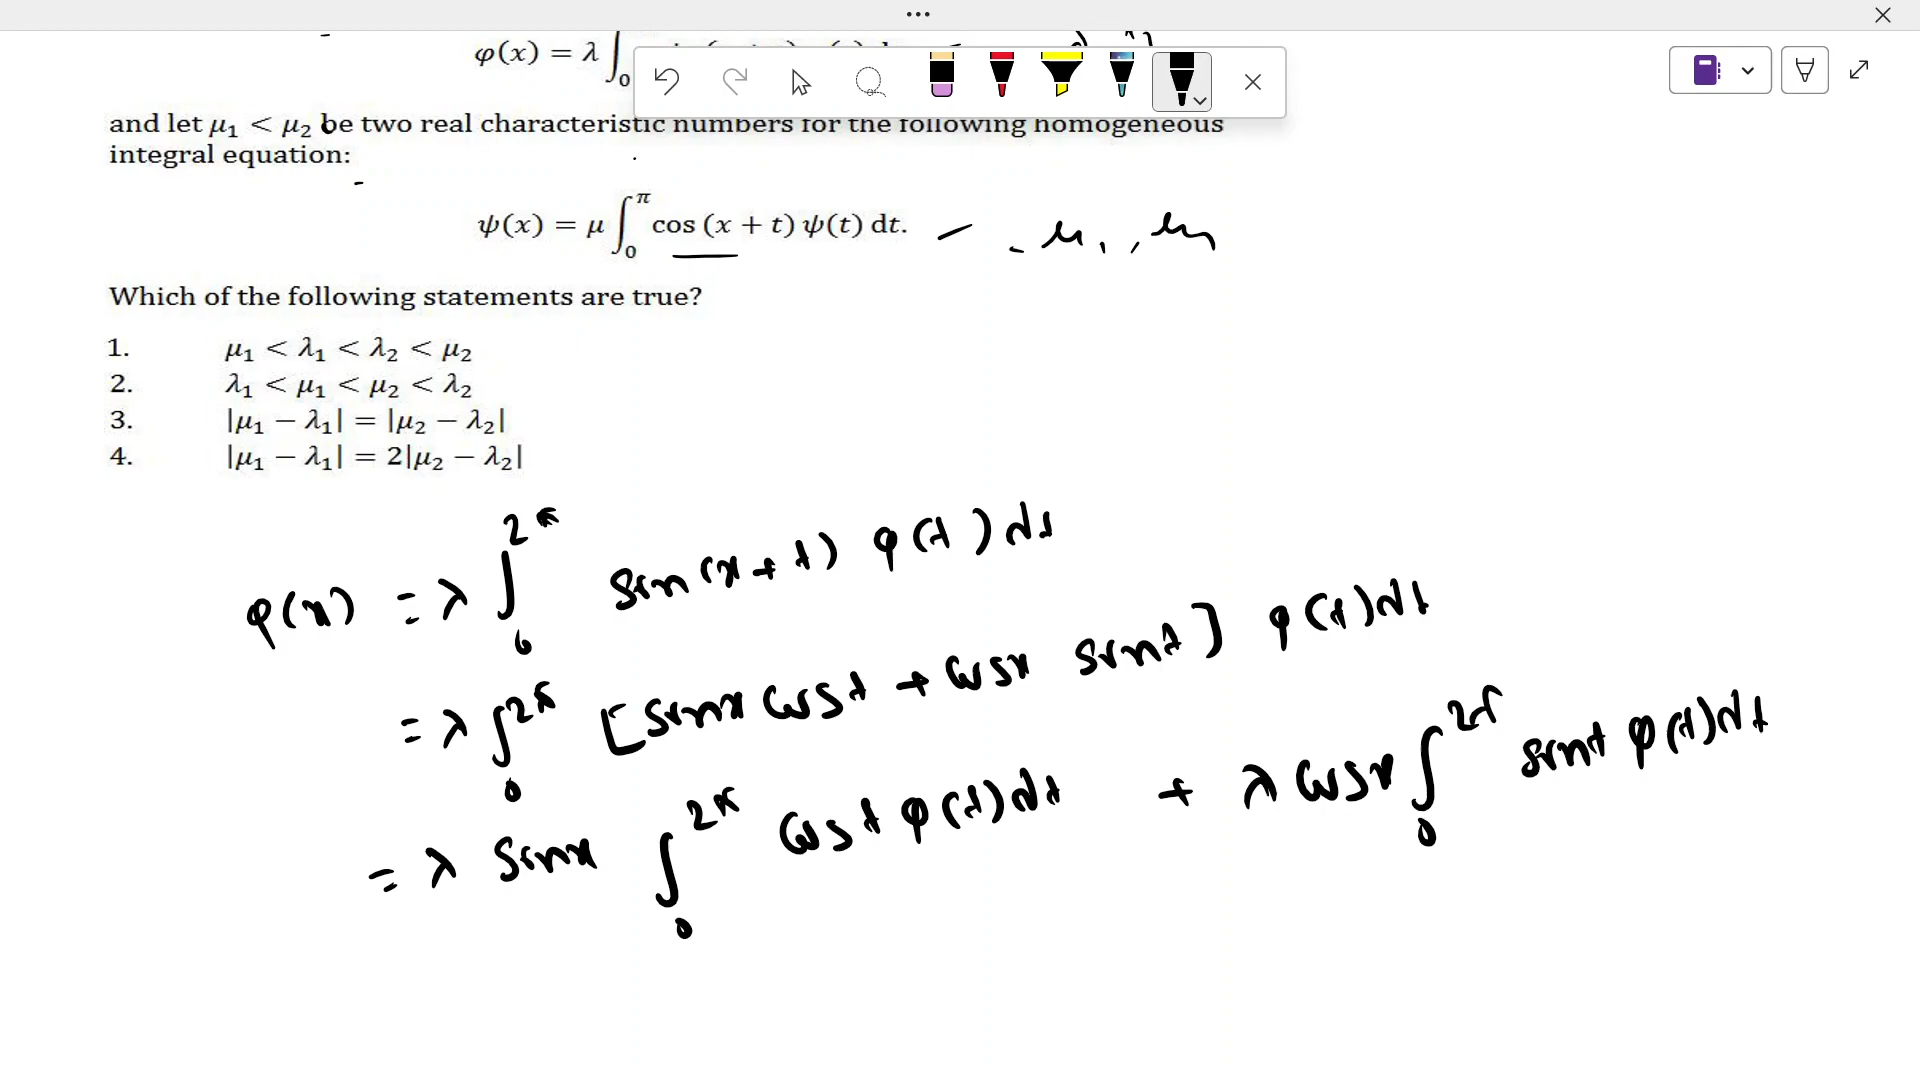 φ(x) = λ ∫₀
and let μ₁ < μ₂ be two real characteristic numbers for the following homogeneous
integral equation:
ψ(x) = μ ∫₀^π cos (x + t) ψ(t) dt. – μ₁, μ₂
Which of the following statements are true?
1. μ₁ < λ₁ < λ₂ < μ₂
2. λ₁ < μ₁ < μ₂ < λ₂
3. |μ₁ − λ₁| = |μ₂ − λ₂|
4. |μ₁ − λ₁| = 2|μ₂ − λ₂|
φ(x) = λ ∫₀^2π sin(x+t) φ(t) dt
= λ ∫₀^2π [sinx cost + cosx sint] φ(t)dt
= λ sinx ∫₀^2π cost φ(t)dt + λ cosx ∫₀^2π sint φ(t)dt